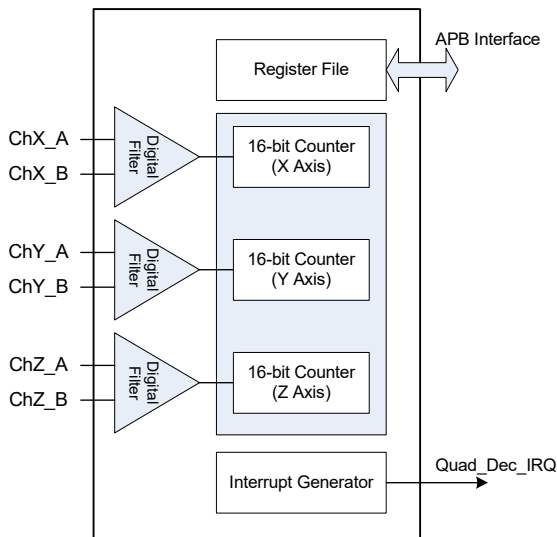 APB Interface
Register File
ChX_A
ChX_B
Digital
Filter
16-bit Counter
(X Axis)
ChY_A
ChY_B
Digital
Filter
16-bit Counter
(Y Axis)
ChZ_A
ChZ_B
Digital
Filter
16-bit Counter
(Z Axis)
Quad_Dec_IRQ
Interrupt Generator